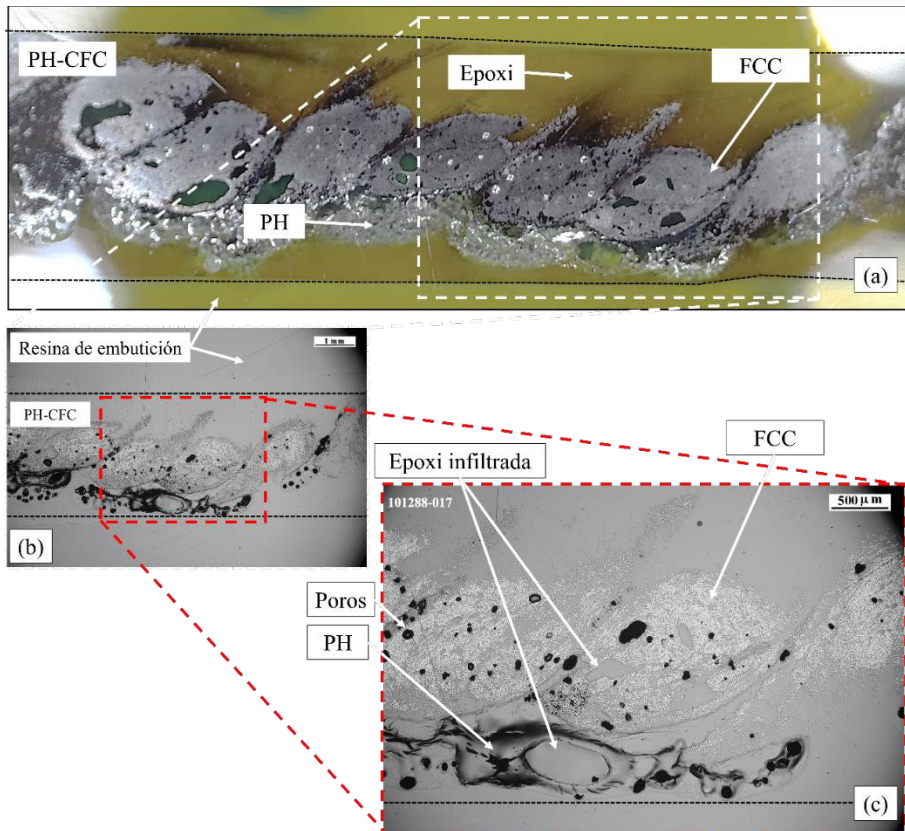 PH-CFC
Epoxi
FCC
PH
(a)
Resina de embutición
1 mm
PH-CFC
(b)
Epoxi infiltrada
FCC
101288-017
500 μm
Poros
PH
(c)